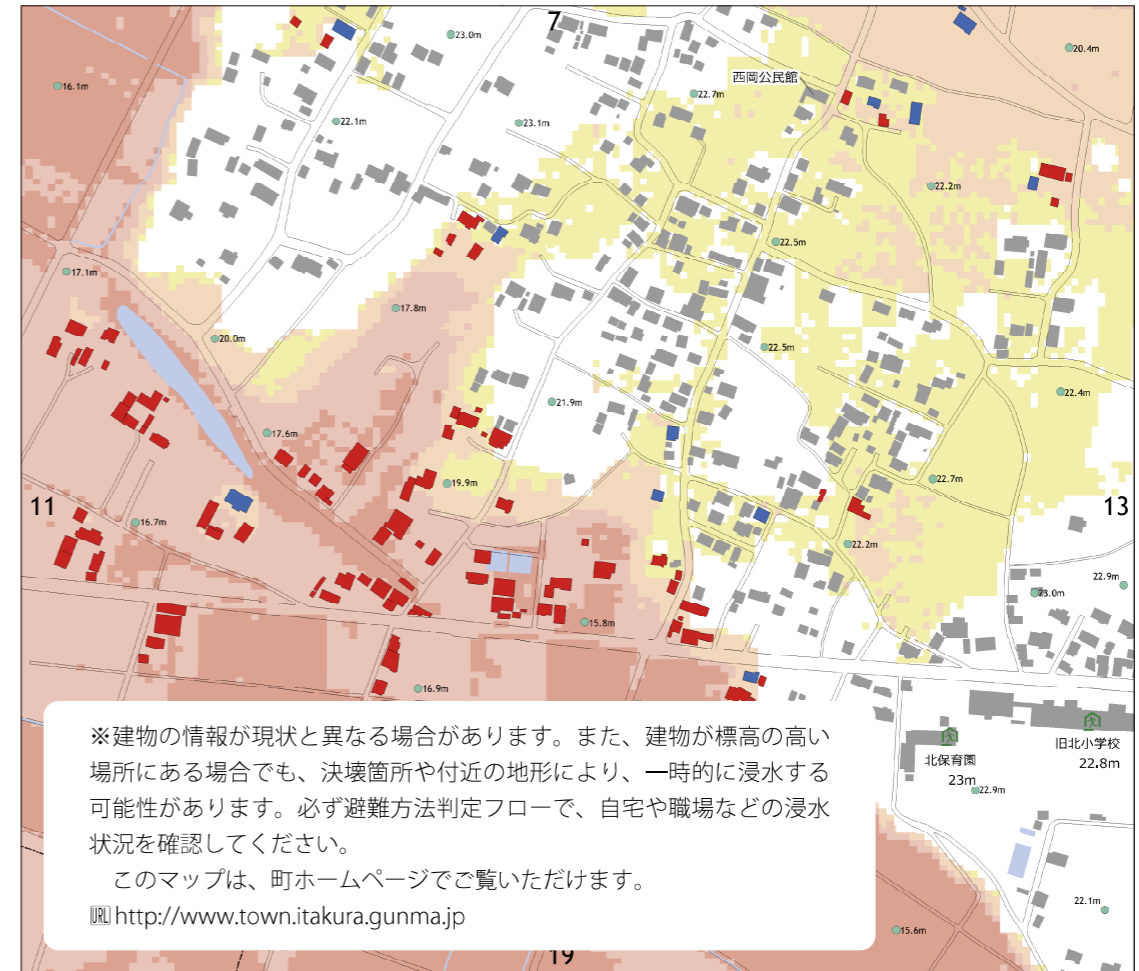 7
23.0m
20.4m
西岡公民館
16.1m
22.7m
22.1m
23.1m
22.2m
22.5m
17.1m
17.8m
20.0m
22.5m
22.4m
21.9m
17.6m
22.7m
19.9m
11
13
16.7m
22.2m
22.9m
23.0m
15.8m
16.9m
旧北小学校
22.8m
北保育園
23m
22.9m
※建物の情報が現状と異なる場合があります。また、建物が標高の高い
場所にある場合でも、決壊箇所や付近の地形により、一時的に浸水する
可能性があります。必ず避難方法判定フローで、自宅や職場などの浸水
状況を確認してください。
このマップは、町ホームページでご覧いただけます。
URL http://www.town.itakura.gunma.jp
22.1m
15.6m
19